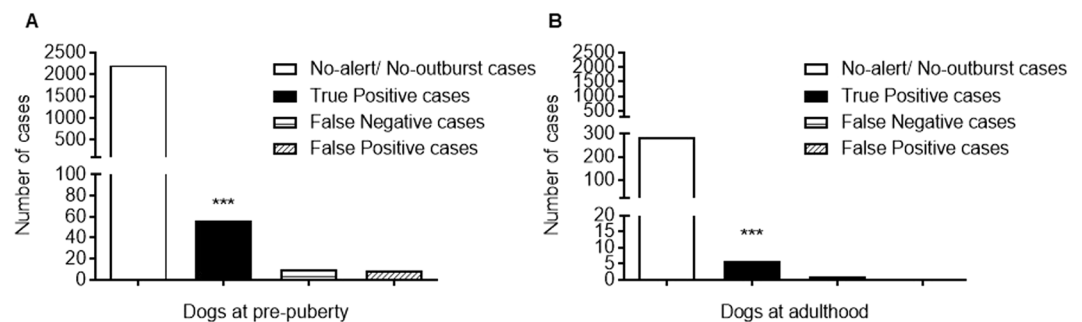 A
Number of cases
2500
2000
1500
1000
500
100
80
60
40
20
0
***
No-alert/ No-outburst cases
True Positive cases
False Negative cases
False Positive cases
Dogs at pre-puberty
B
Number of cases
2500
2000
1500
1000
500
300
200
100
20
15
10
5
0
***
No-alert/ No-outburst cases
True Positive cases
False Negative cases
False Positive cases
Dogs at adulthood